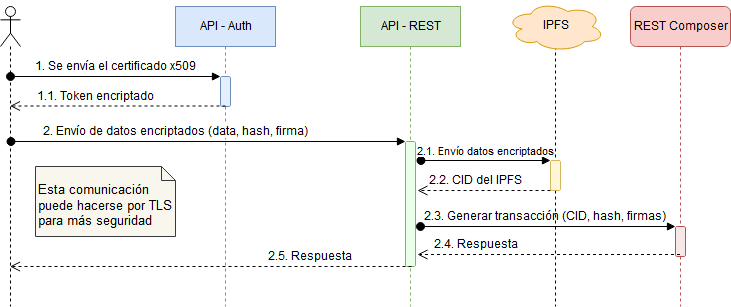 API - Auth
API - REST
IPFS
REST Composer
1. Se envía el certificado x509
1.1. Token encriptado
2. Envío de datos encriptados (data, hash, firma)
2.1. Envío datos encriptados
2.2. CID del IPFS
Esta comunicación
puede hacerse por TLS
para más seguridad
2.3. Generar transacción (CID, hash, firmas)
2.4. Respuesta
2.5. Respuesta